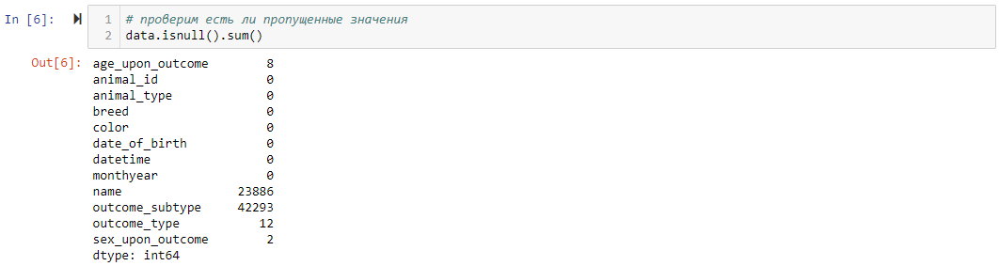 In [6]:
1 # проверим есть ли пропущенные значения
2 data.isnull().sum()
Out[6]:
age_upon_outcome 8
animal_id 0
animal_type 0
breed 0
color 0
date_of_birth 0
datetime 0
monthyear 0
name 23886
outcome_subtype 42293
outcome_type 12
sex_upon_outcome 2
dtype: int64